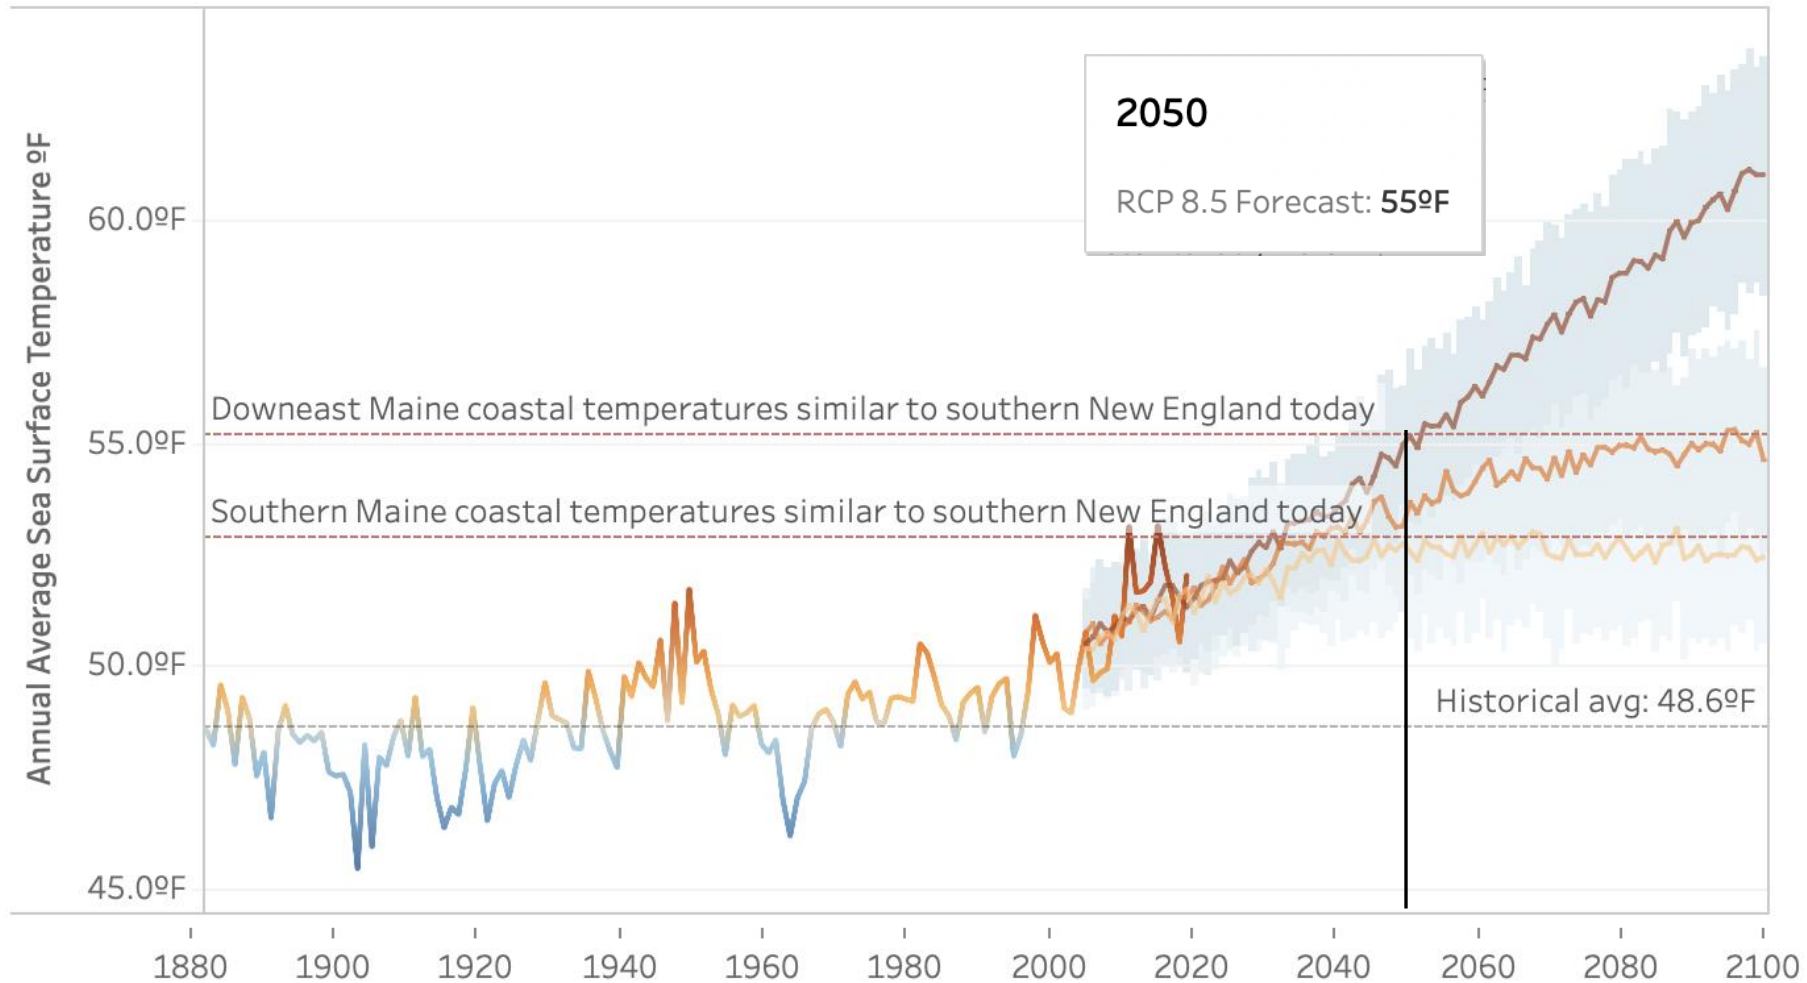 2050
RCP 8.5 Forecast: 55ºF
Annual Average Sea Surface Temperature ºF
60.0ºF
Downeast Maine coastal temperatures similar to southern New England today
55.0ºF
Southern Maine coastal temperatures similar to southern New England today
50.0ºF
Historical avg: 48.6ºF
45.0ºF
1880 1900 1920 1940 1960 1980 2000 2020 2040 2060 2080 2100